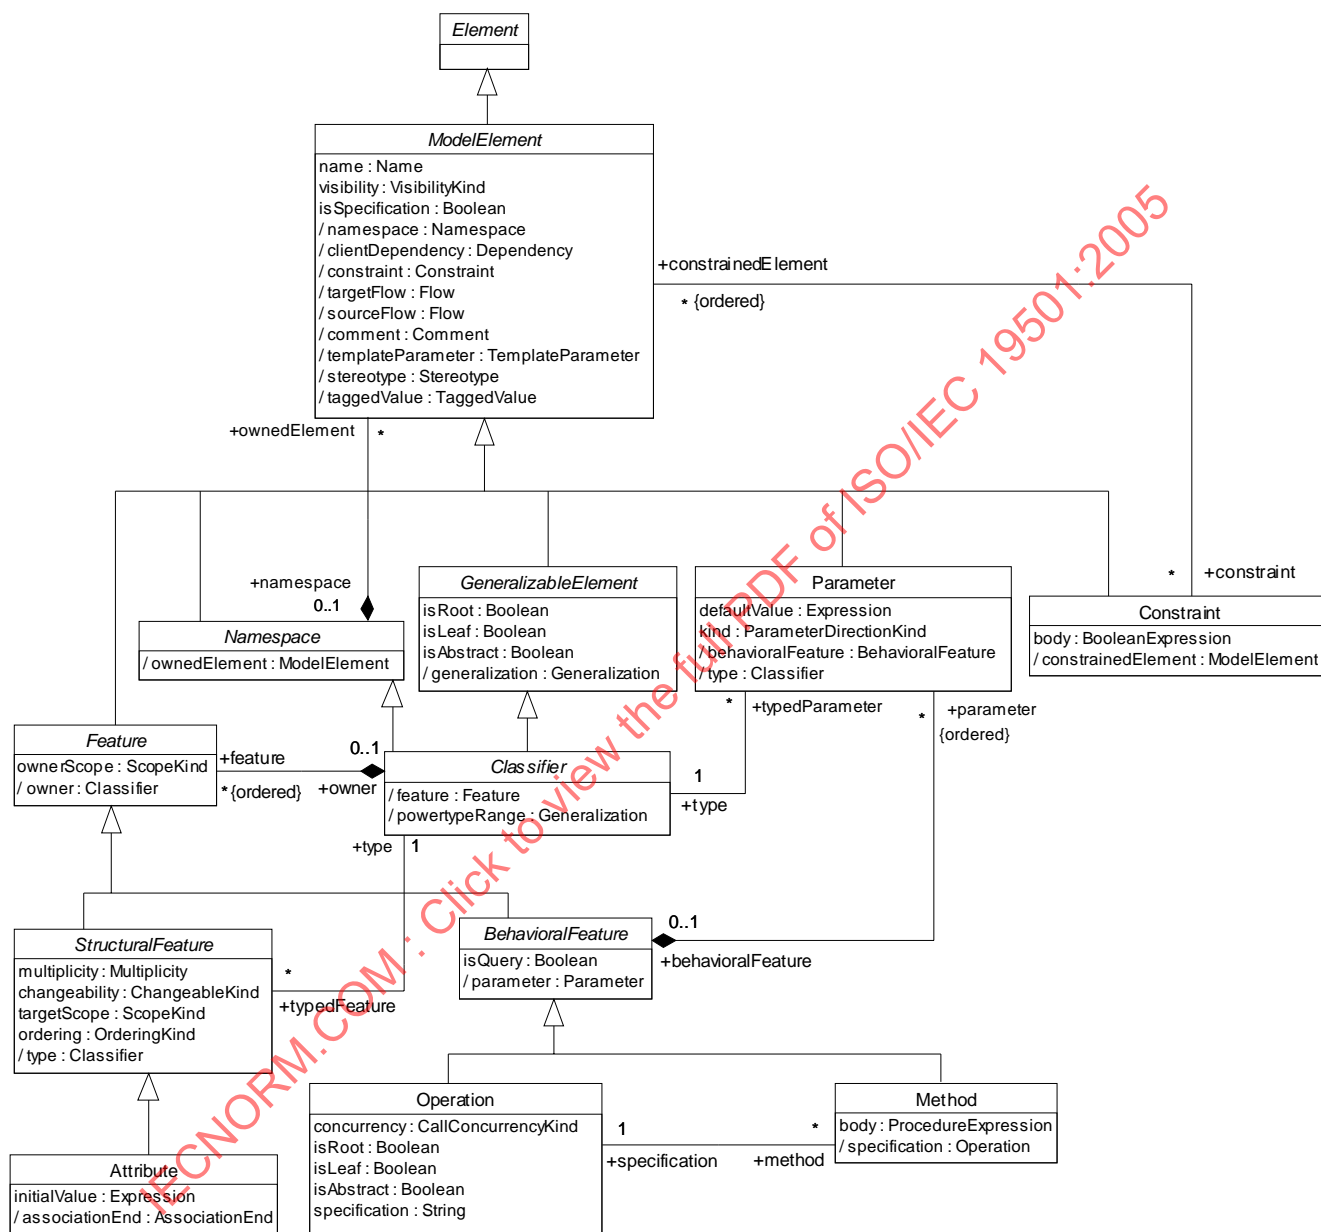 Element
ModelElement
name : Name
visibility : VisibilityKind
isSpecification : Boolean
/ namespace : Namespace
/ clientDependency : Dependency
/ constraint : Constraint
/ targetFlow : Flow
/ sourceFlow : Flow
/ comment : Comment
/ templateParameter : TemplateParameter
/ stereotype : Stereotype
/ taggedValue : TaggedValue
+constrainedElement
* {ordered}
+ownedElement *
+namespace
0..1
* +constraint
Namespace
/ ownedElement : ModelElement
GeneralizableElement
isRoot : Boolean
isLeaf : Boolean
isAbstract : Boolean
/ generalization : Generalization
Parameter
defaultValue : Expression
kind : ParameterDirectionKind
/ behavioralFeature : BehavioralFeature
/ type : Classifier
Constraint
body : BooleanExpression
/ constrainedElement : ModelElement
* +typedParameter
* +parameter
{ordered}
Feature
ownerScope : ScopeKind
/ owner : Classifier
+feature
* {ordered}
0..1
+owner
Classifier
/ feature : Feature
/ powertypeRange : Generalization
1
+type
+type 1
StructuralFeature
multiplicity : Multiplicity
changeability : ChangeableKind
targetScope : ScopeKind
ordering : OrderingKind
/ type : Classifier
*
+typedFeature
BehavioralFeature
isQuery : Boolean
/ parameter : Parameter
0..1
+behavioralFeature
Attribute
initialValue : Expression
/ associationEnd : AssociationEnd
Operation
concurrency : CallConcurrencyKind
isRoot : Boolean
isLeaf : Boolean
isAbstract : Boolean
specification : String
1
+specification
*
+method
Method
body : ProcedureExpression
/ specification : Operation
IECNORM.COM : Click to view the full PDF of ISO/IEC 19501:2005